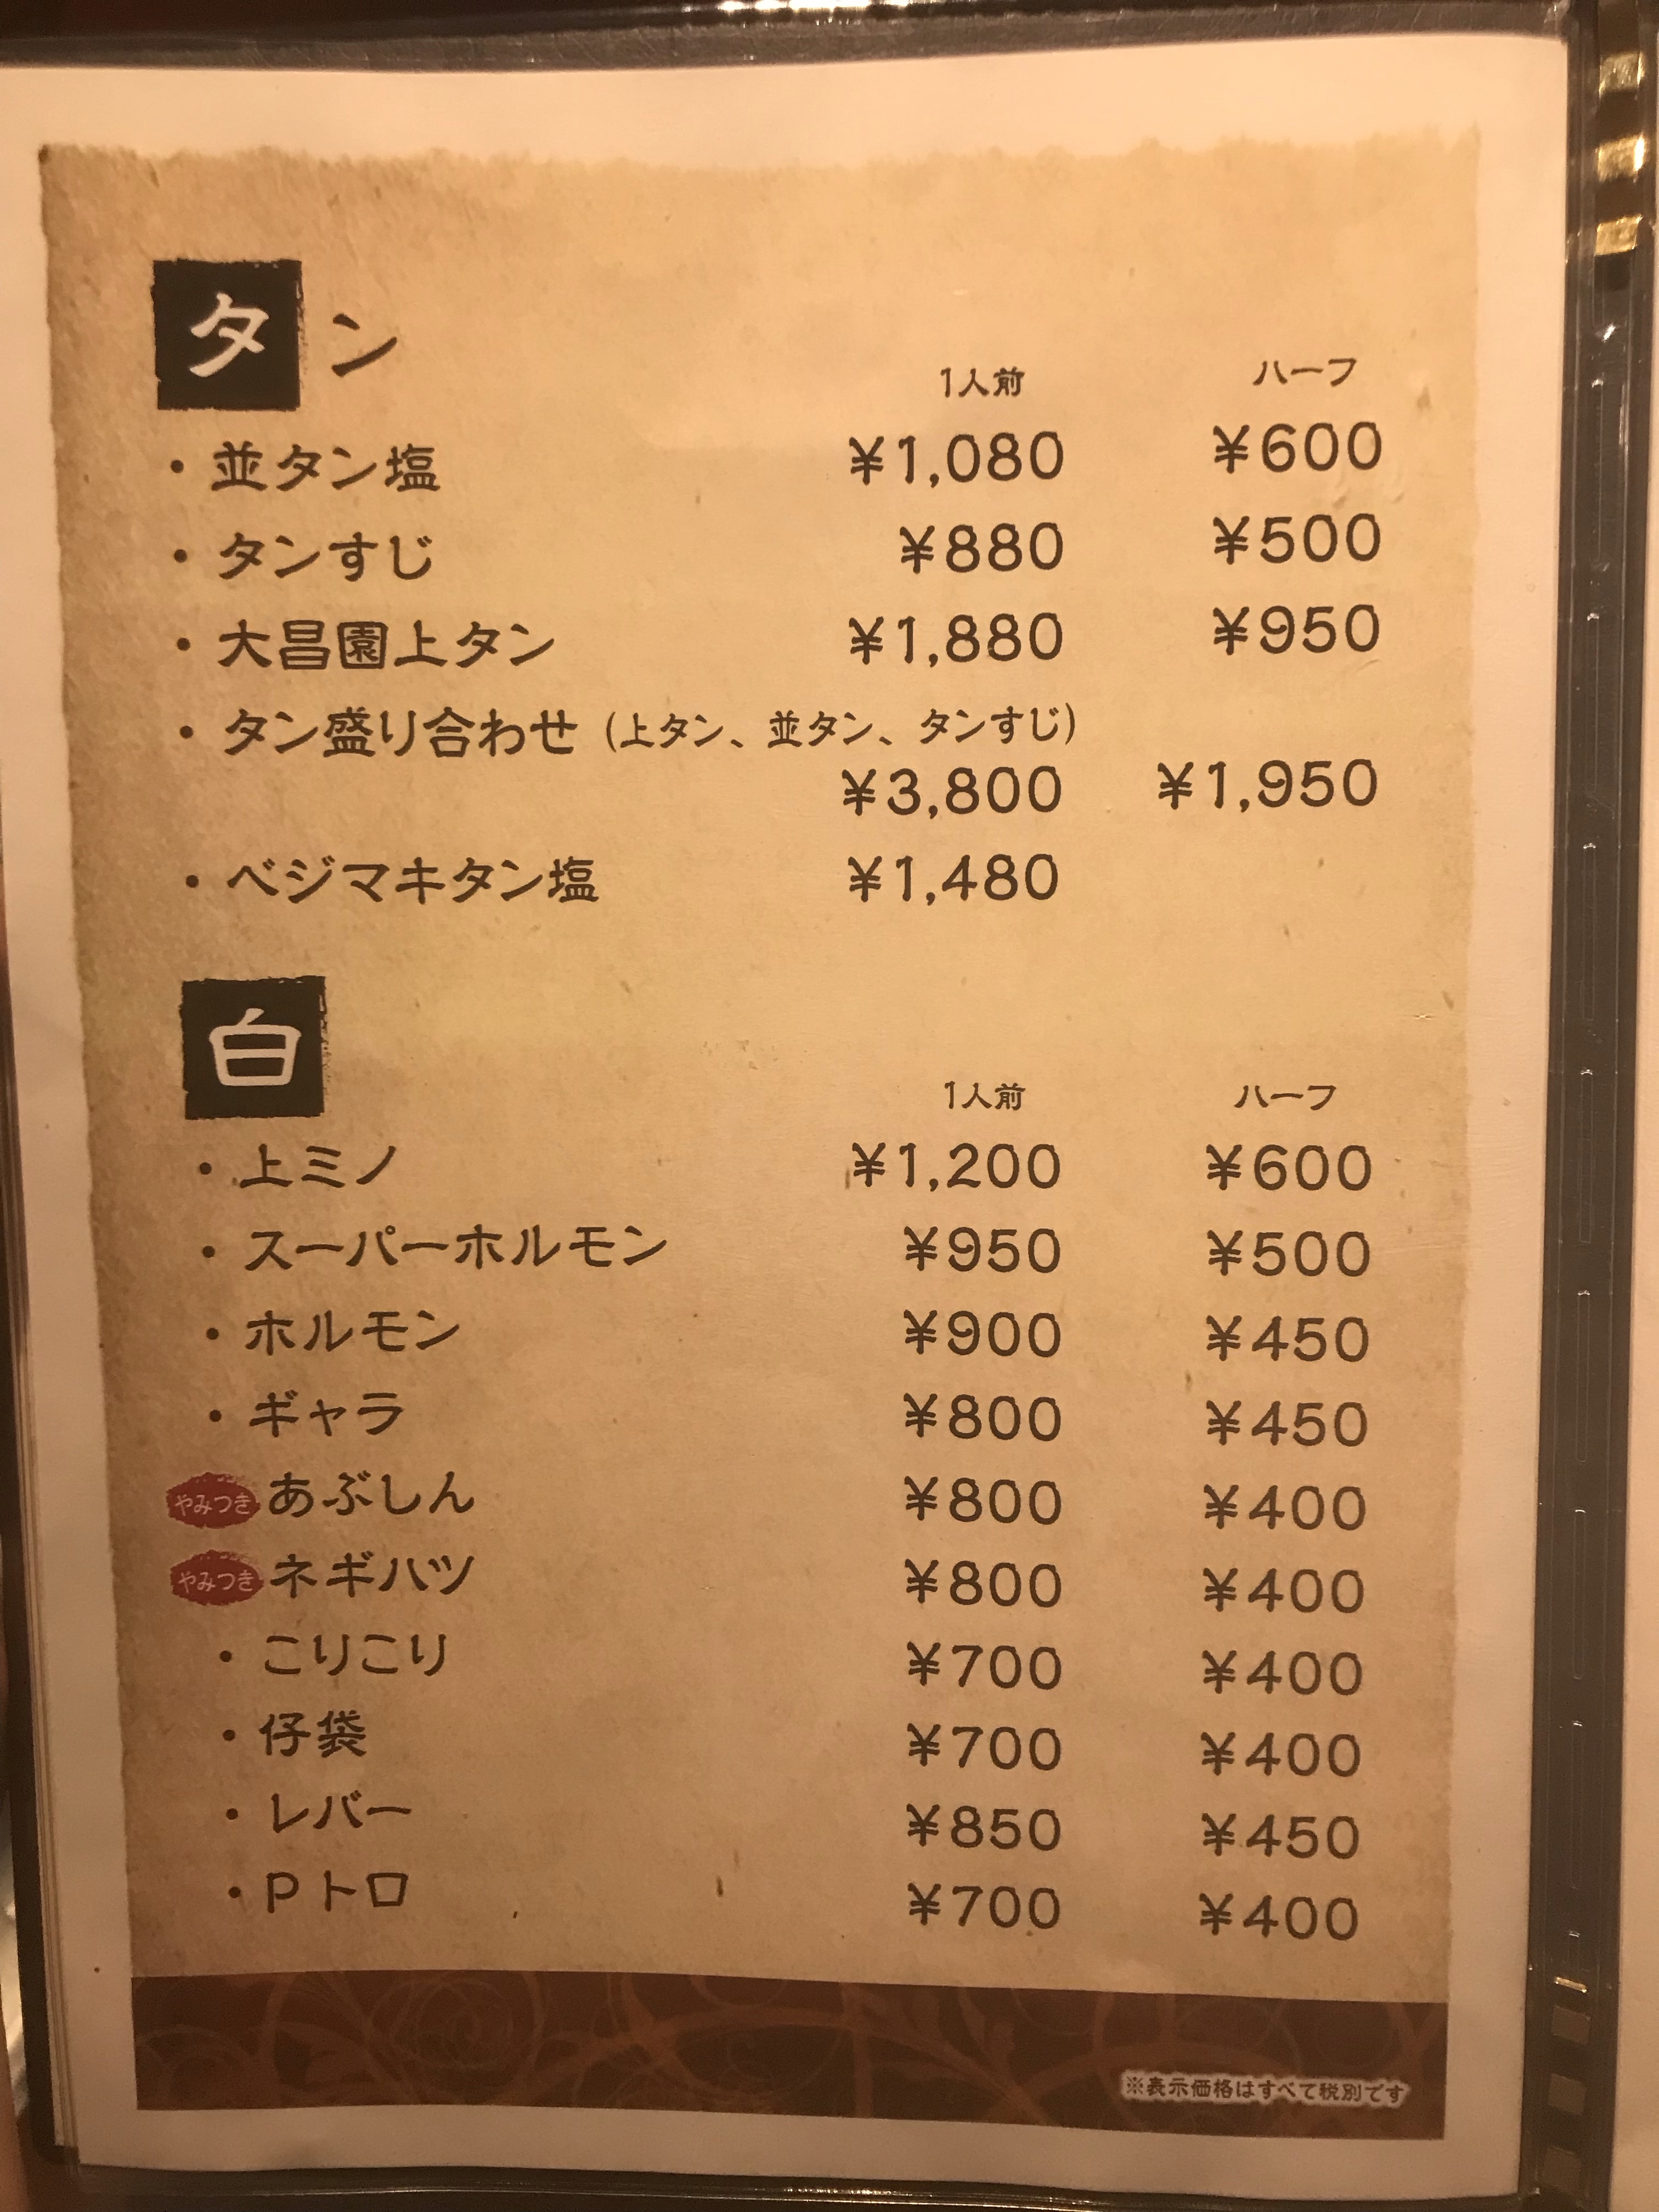 タン
1人前 ハーフ
・並タン塩 ¥1,080 ¥600
・タンすじ ¥880 ¥500
・大昌園上タン ¥1,880 ¥950
・タン盛り合わせ（上タン、並タン、タンすじ）
¥3,800 ¥1,950
・ベジマキタン塩 ¥1,480
白
1人前 ハーフ
・上ミノ ¥1,200 ¥600
・スーパーホルモン ¥950 ¥500
・ホルモン ¥900 ¥450
・ギャラ ¥800 ¥450
やみつき あぶしん ¥800 ¥400
やみつき ネギハツ ¥800 ¥400
・こりこり ¥700 ¥400
・仔袋 ¥700 ¥400
・レバー ¥850 ¥450
・Pトロ ¥700 ¥400
※表示価格はすべて税別です